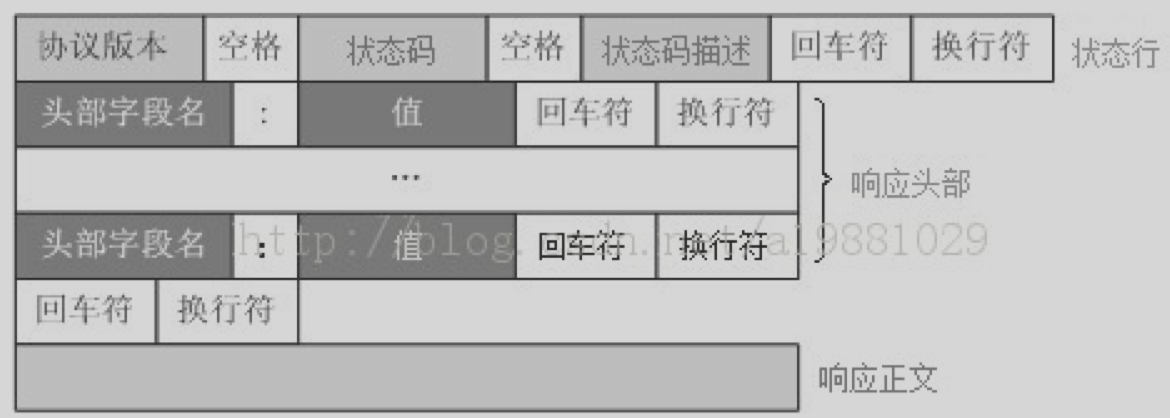 协议版本 空格 状态码 空格 状态码描述 回车符 换行符 状态行
头部字段名 : 值 回车符 换行符
... 响应头部
头部字段名 : 值 回车符 换行符
http://blog.csdn.net/a19881029
回车符 换行符
响应正文